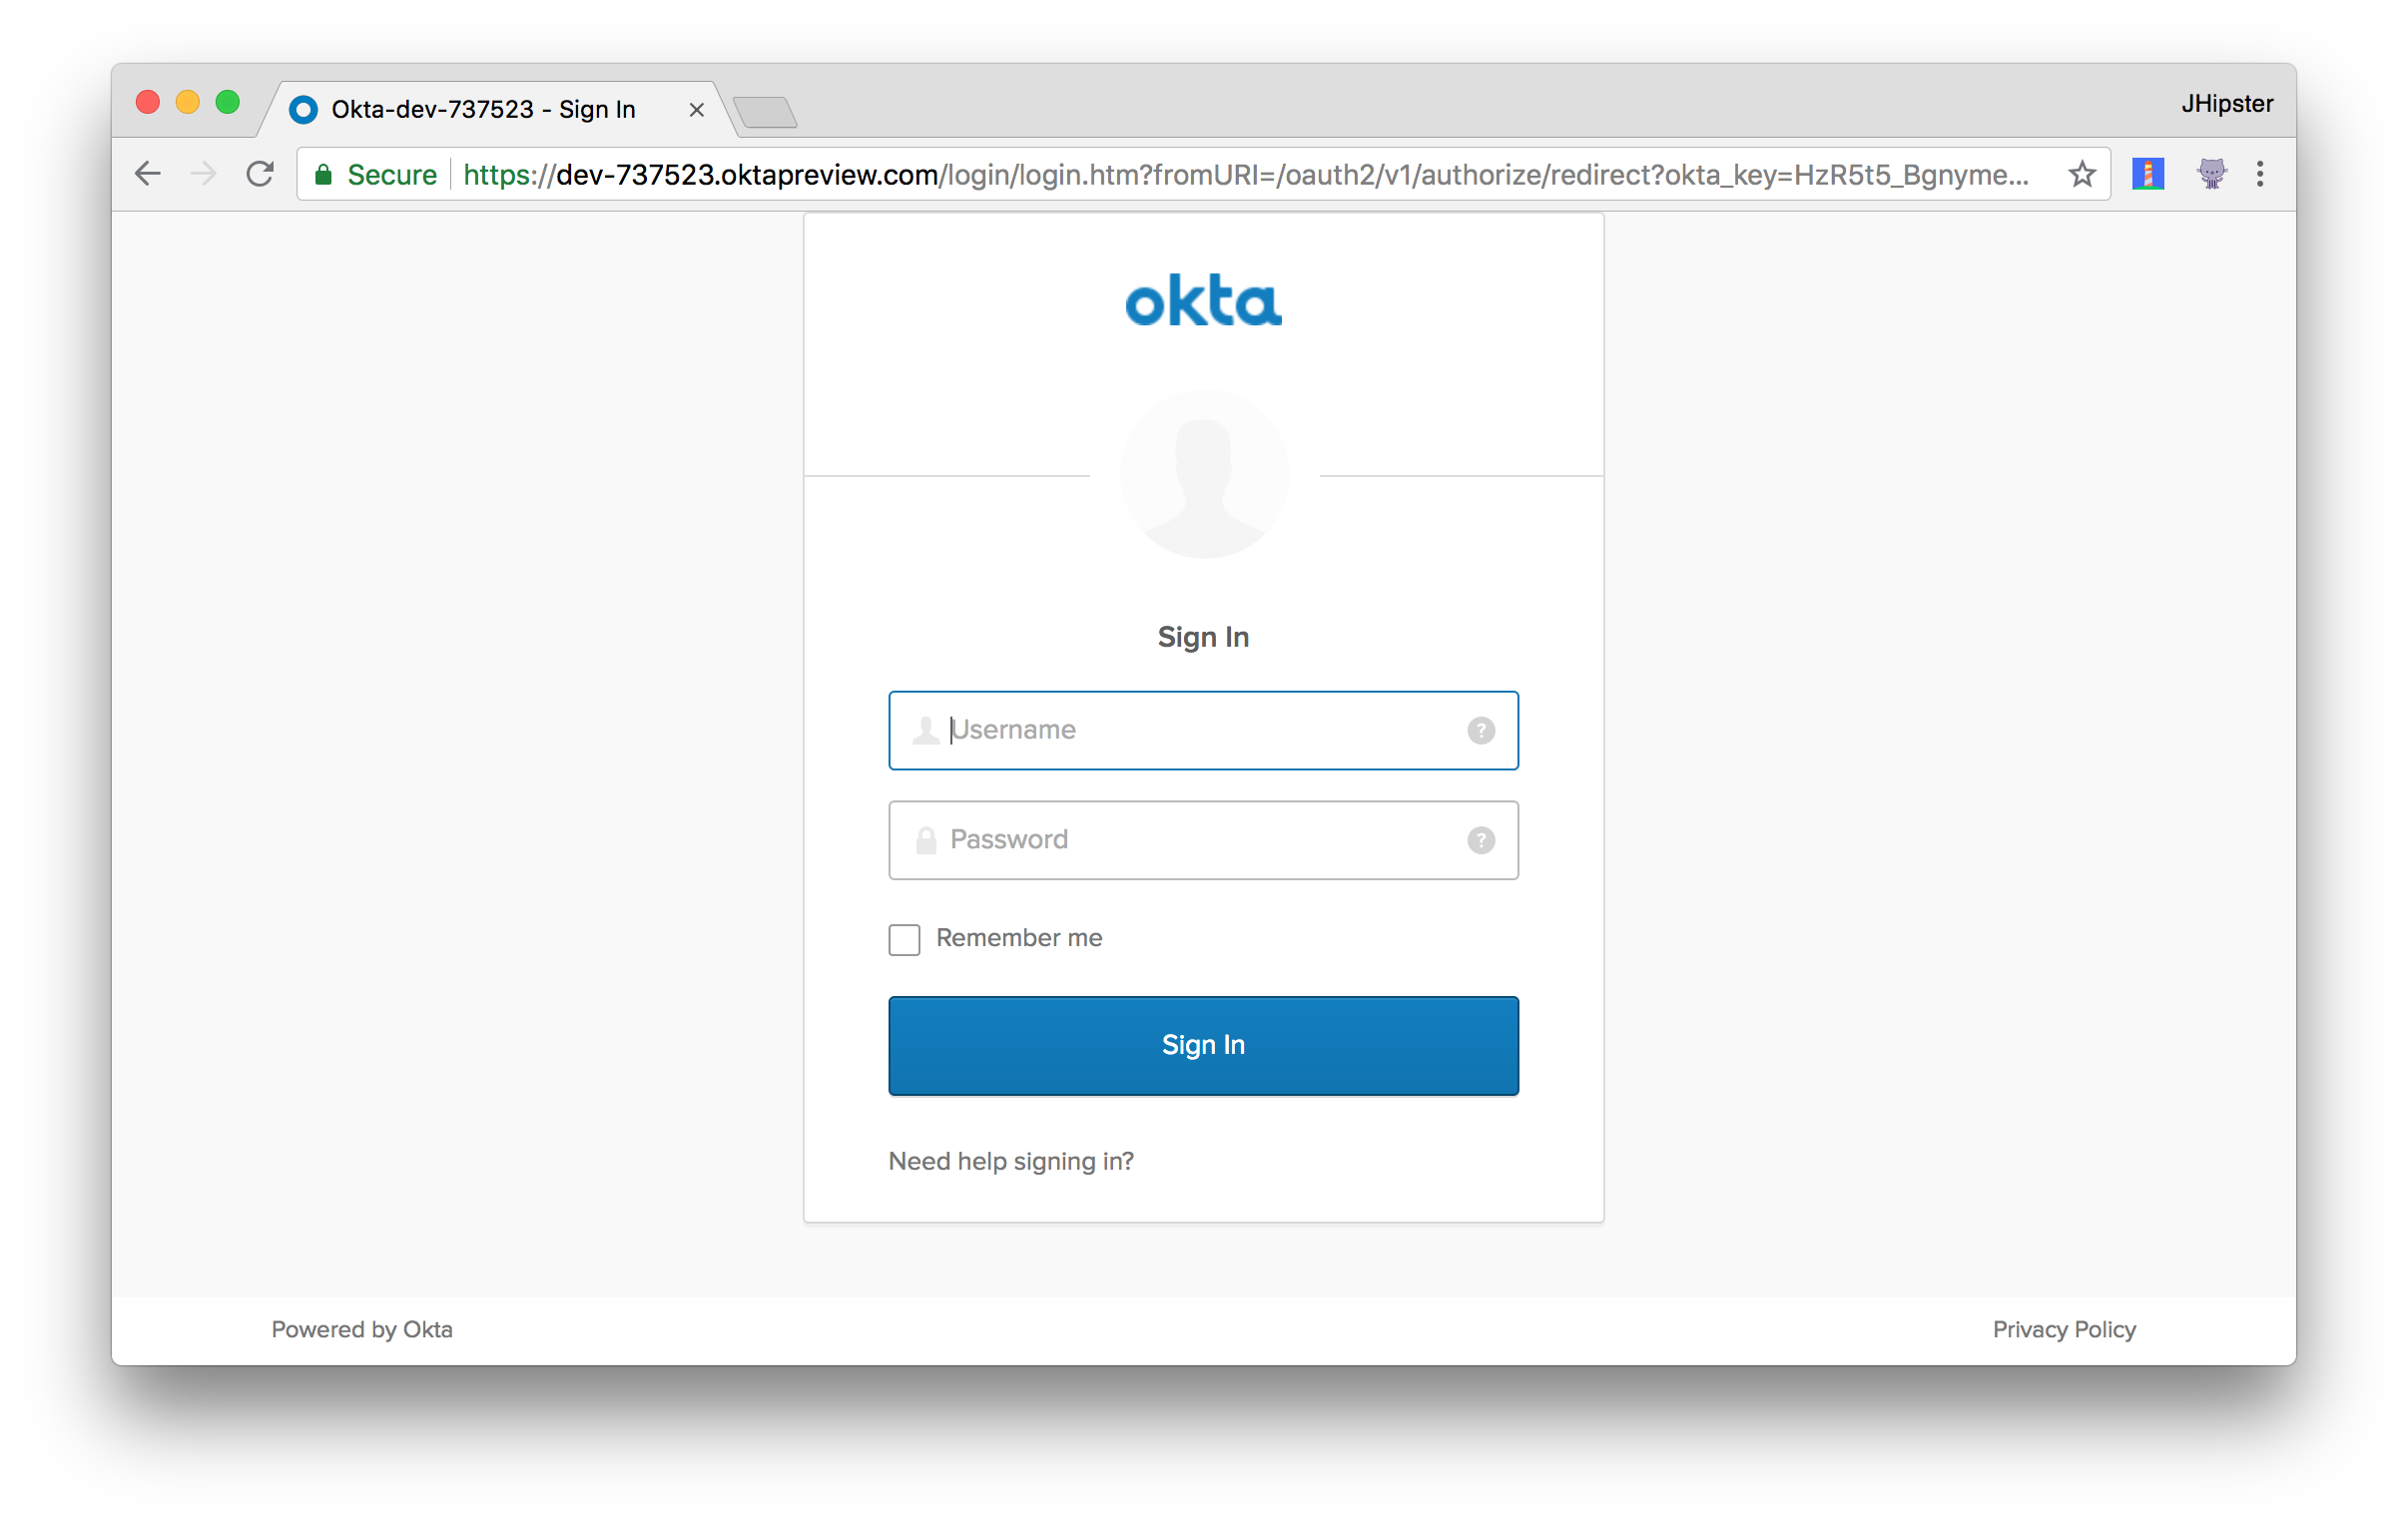 Okta-dev-737523 - Sign In
JHipster
Secure https://dev-737523.oktapreview.com/login/login.htm?fromURI=/oauth2/v1/authorize/redirect?okta_key=HzR5t5_Bgnyme...
okta
Sign In
Username
?
Password
?
Remember me
Sign In
Need help signing in?
Powered by Okta
Privacy Policy